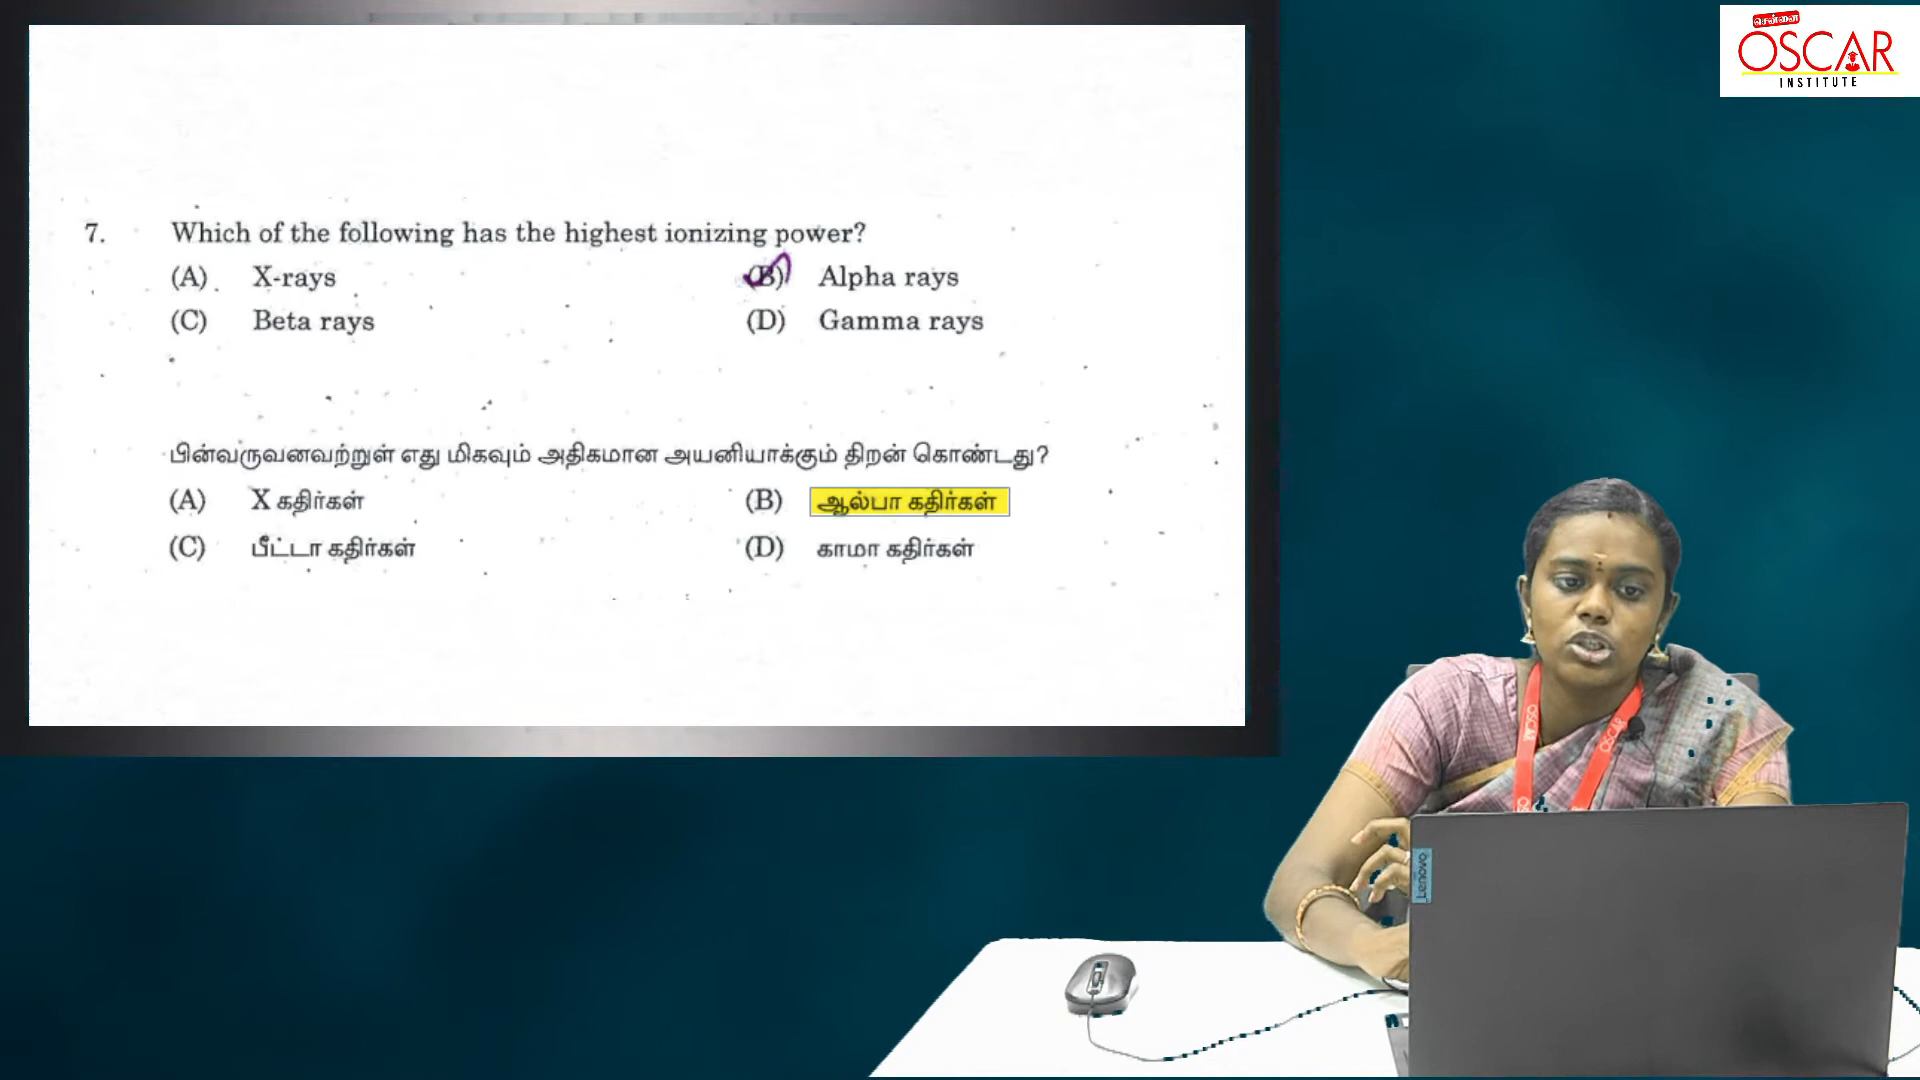 சென்னை
OSCAR
INSTITUTE
7. Which of the following has the highest ionizing power?
(A) X-rays (B) Alpha rays
(C) Beta rays (D) Gamma rays
பின்வருவனவற்றுள் எது மிகவும் அதிகமான அயனியாக்கும் திறன் கொண்டது?
(A) X கதிர்கள் (B) ஆல்பா கதிர்கள்
(C) பீட்டா கதிர்கள் (D) காமா கதிர்கள்
OSCAR OSCAR
Lenovo